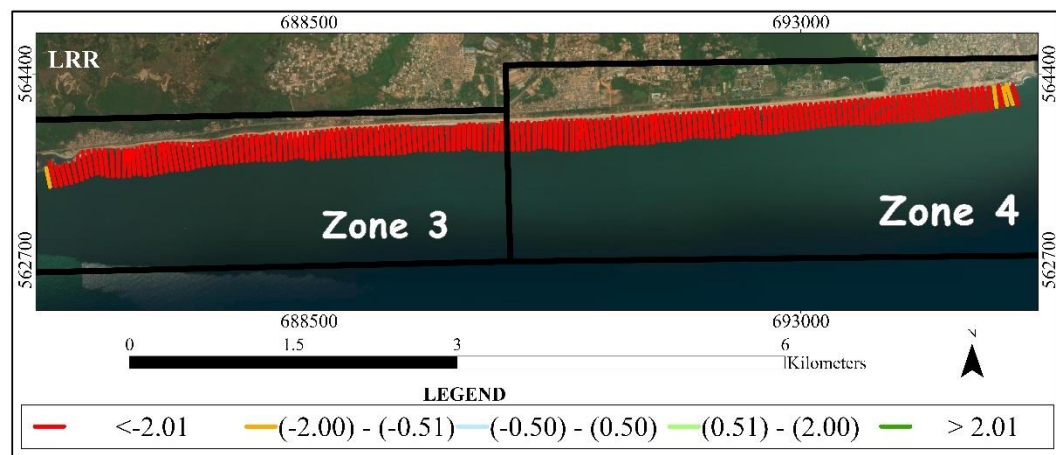 688500 693000
LRR
564400 564400
Zone 3 Zone 4
562700 562700
688500 693000
N
0 1.5 3 6
Kilometers
LEGEND
<-2.01 (-2.00) - (-0.51) (-0.50) - (0.50) (0.51) - (2.00) > 2.01